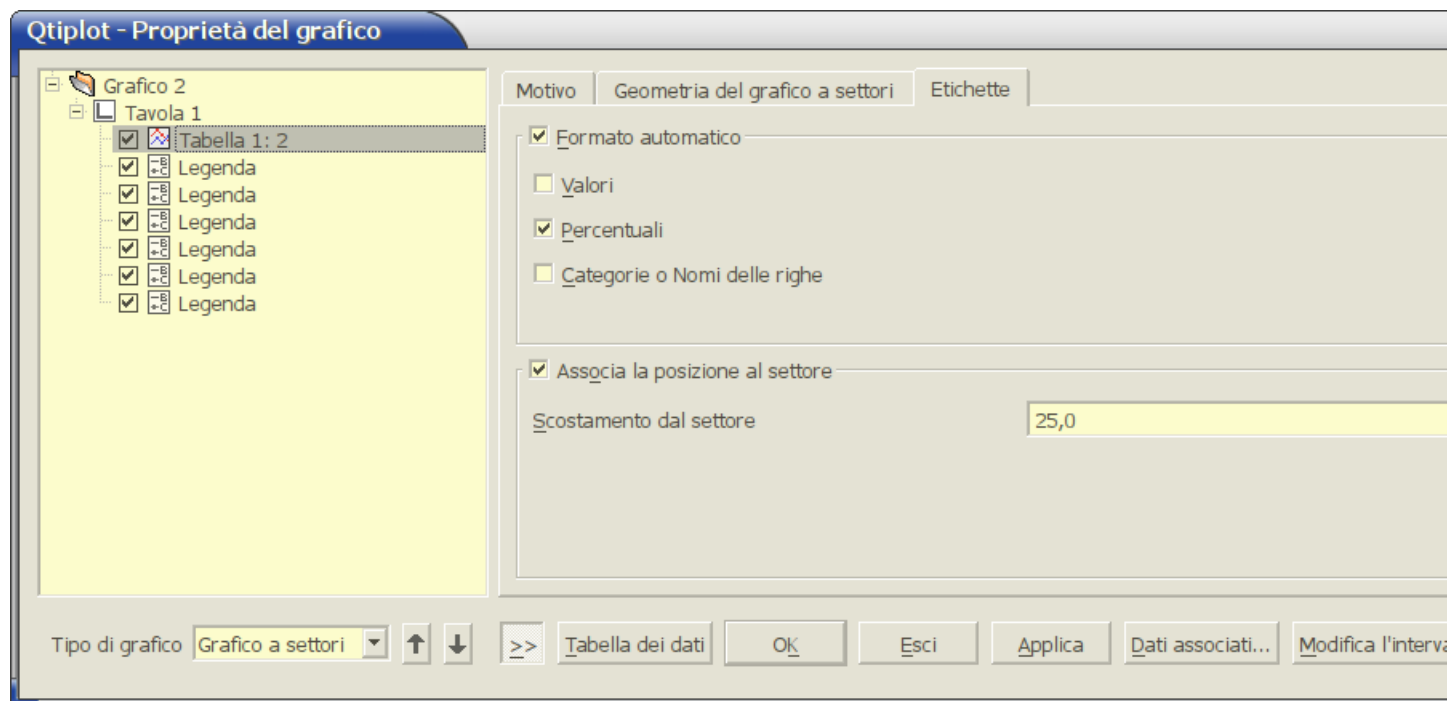 Qtiplot - Proprietà del grafico
Grafico 2
Tavola 1
Tabella 1: 2
Legenda
Legenda
Legenda
Legenda
Legenda
Legenda
Motivo
Geometria del grafico a settori
Etichette
Formato automatico
Valori
Percentuali
Categorie o Nomi delle righe
Associa la posizione al settore
Scostamento dal settore
25,0
Tipo di grafico
Grafico a settori
>>
Tabella dei dati
OK
Esci
Applica
Dati associati...
Modifica l'interva